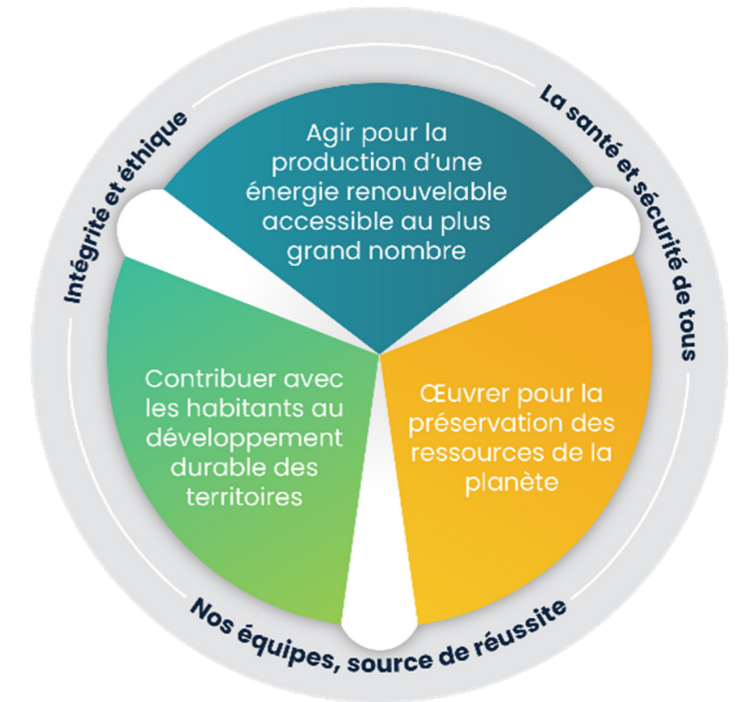 Intégrité et éthique
La santé et sécurité de tous
Agir pour la
production d'une
énergie renouvelable
accessible au plus
grand nombre
Contribuer avec
les habitants au
développement
durable des
territoires
Œuvrer pour la
préservation des
ressources de la
planète
Nos équipes, source de réussite